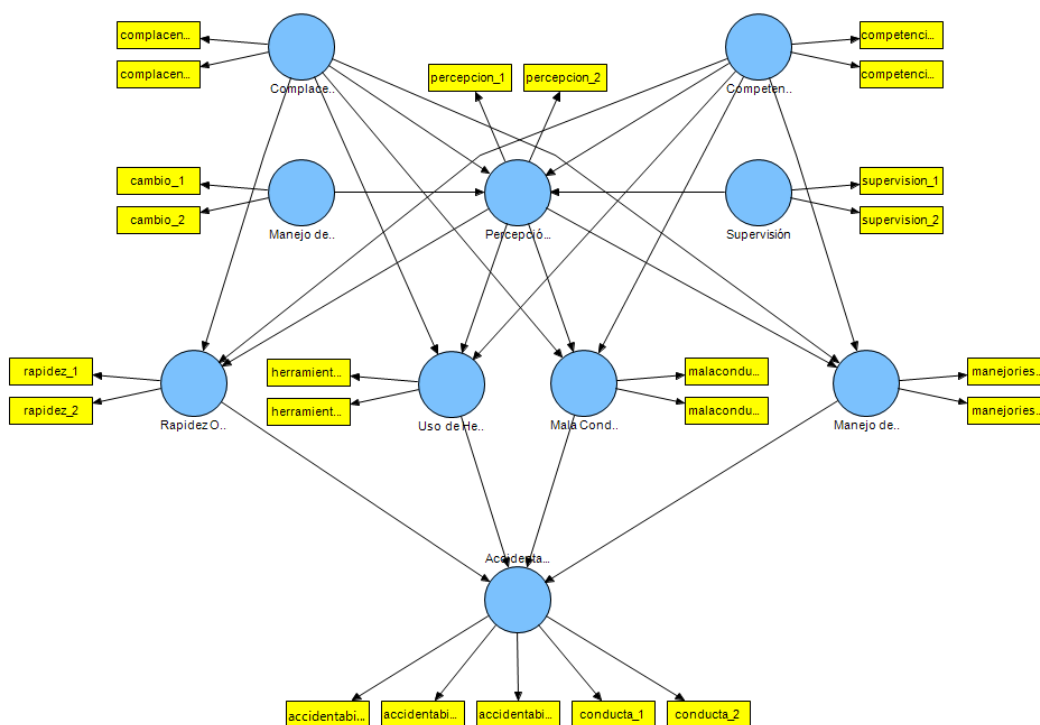 complacen...
competenci...
complacen...
percepcion_1
percepcion_2
competenci...
Complace..
Competen..
cambio_1
supervision_1
cambio_2
supervision_2
Manejo de..
Percepció...
Supervisión
rapidez_1
herramient...
malacondu...
manejories...
rapidez_2
herramient...
malacondu...
manejories...
Rapidez O..
Uso de He..
Mala Cond..
Manejo de..
Accidenta...
accidentabi...
accidentabi...
accidentabi...
conducta_1
conducta_2